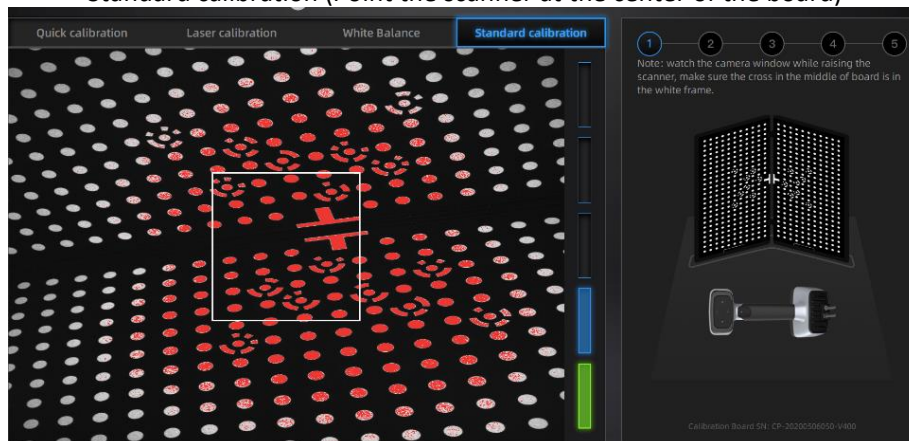 Standard calibration (Point the scanner at the center of the board)
Quick calibration
Laser calibration
White Balance
Standard calibration
1
2
3
4
5
Note: watch the camera window while raising the
scanner, make sure the cross in the middle of board is in
the white frame.
Calibration Board SN: CP-20200506050-V400